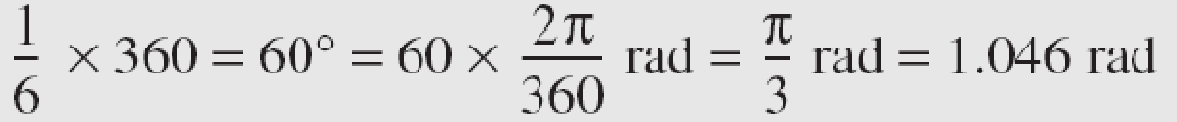 1/6 × 360 = 60° = 60 × 2π/360 rad = π/3 rad = 1.046 rad